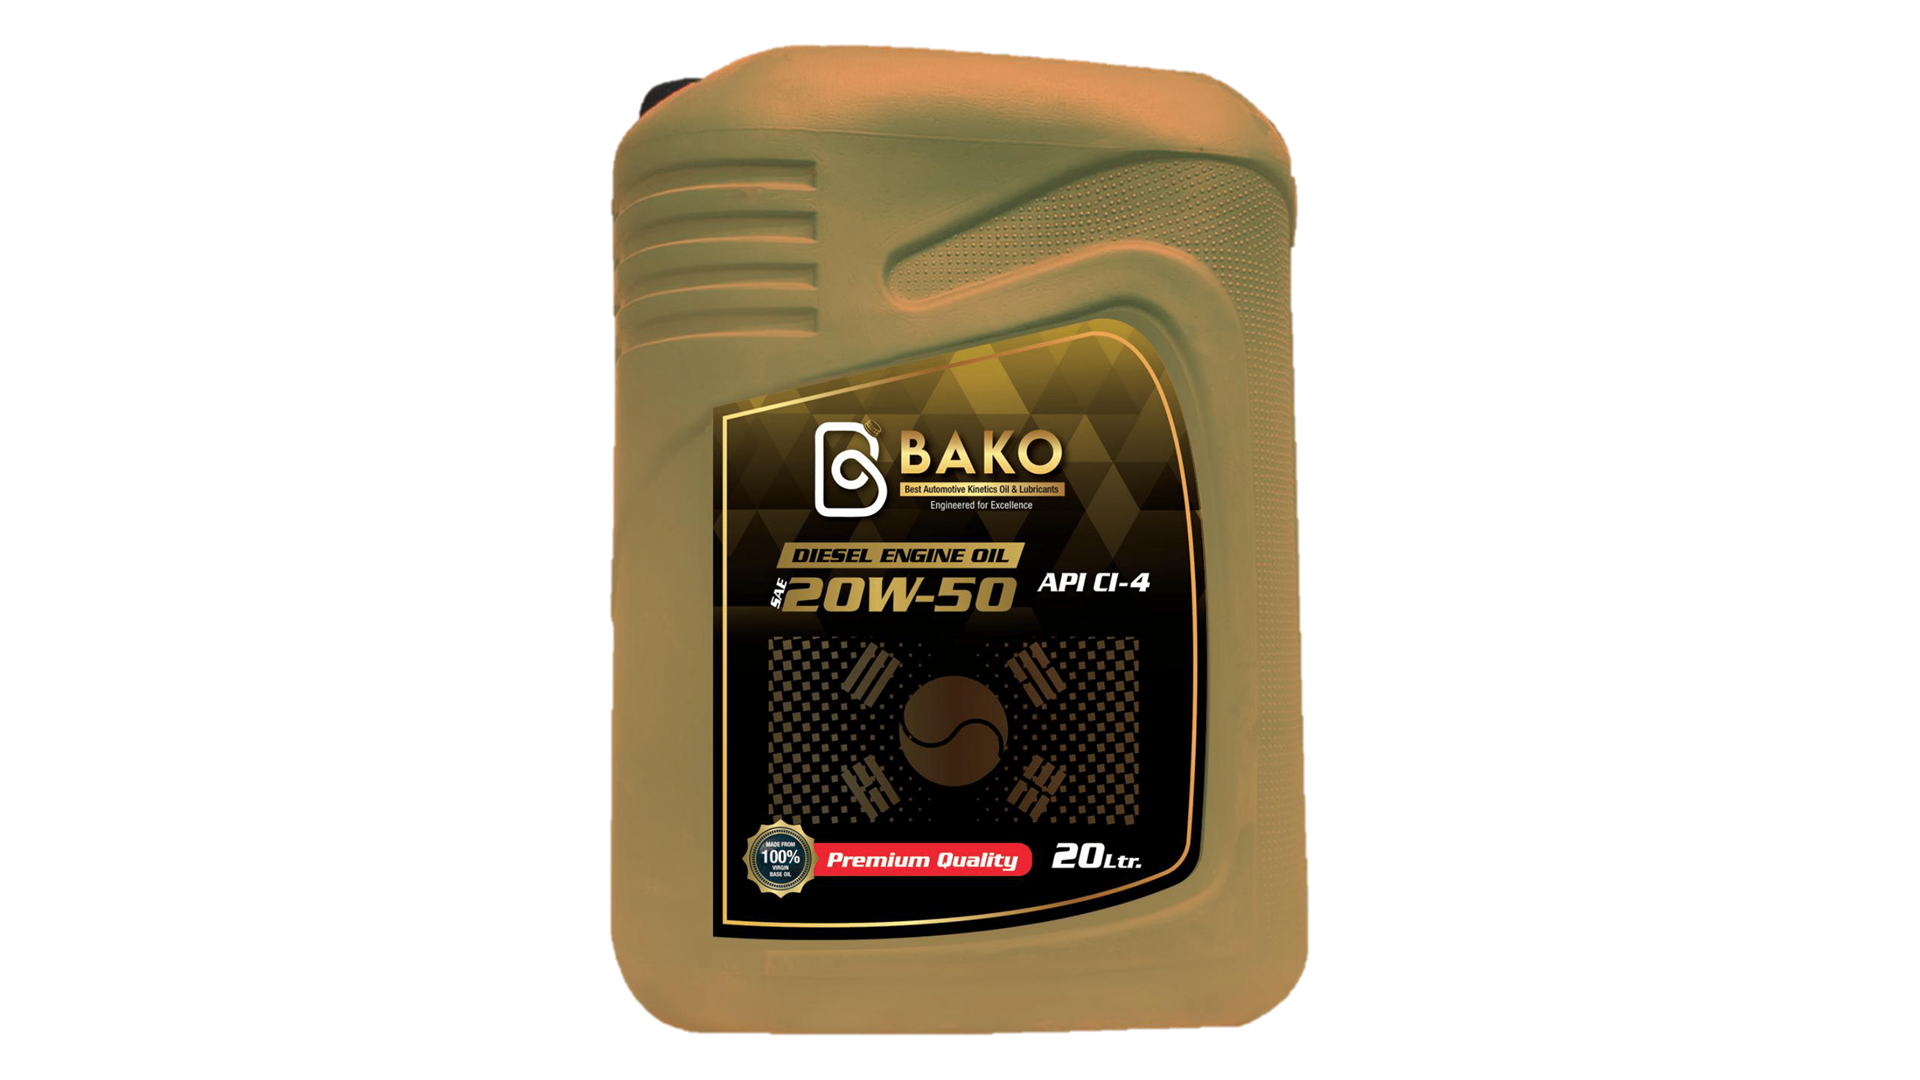 BAKO
Best Automotive Kinetics Oil & Lubricants
Engineered for Excellence
DIESEL ENGINE OIL
SAE 20W-50
API CI-4
MADE FROM
100%
VIRGIN
BASE OIL
Premium Quality
20Ltr.